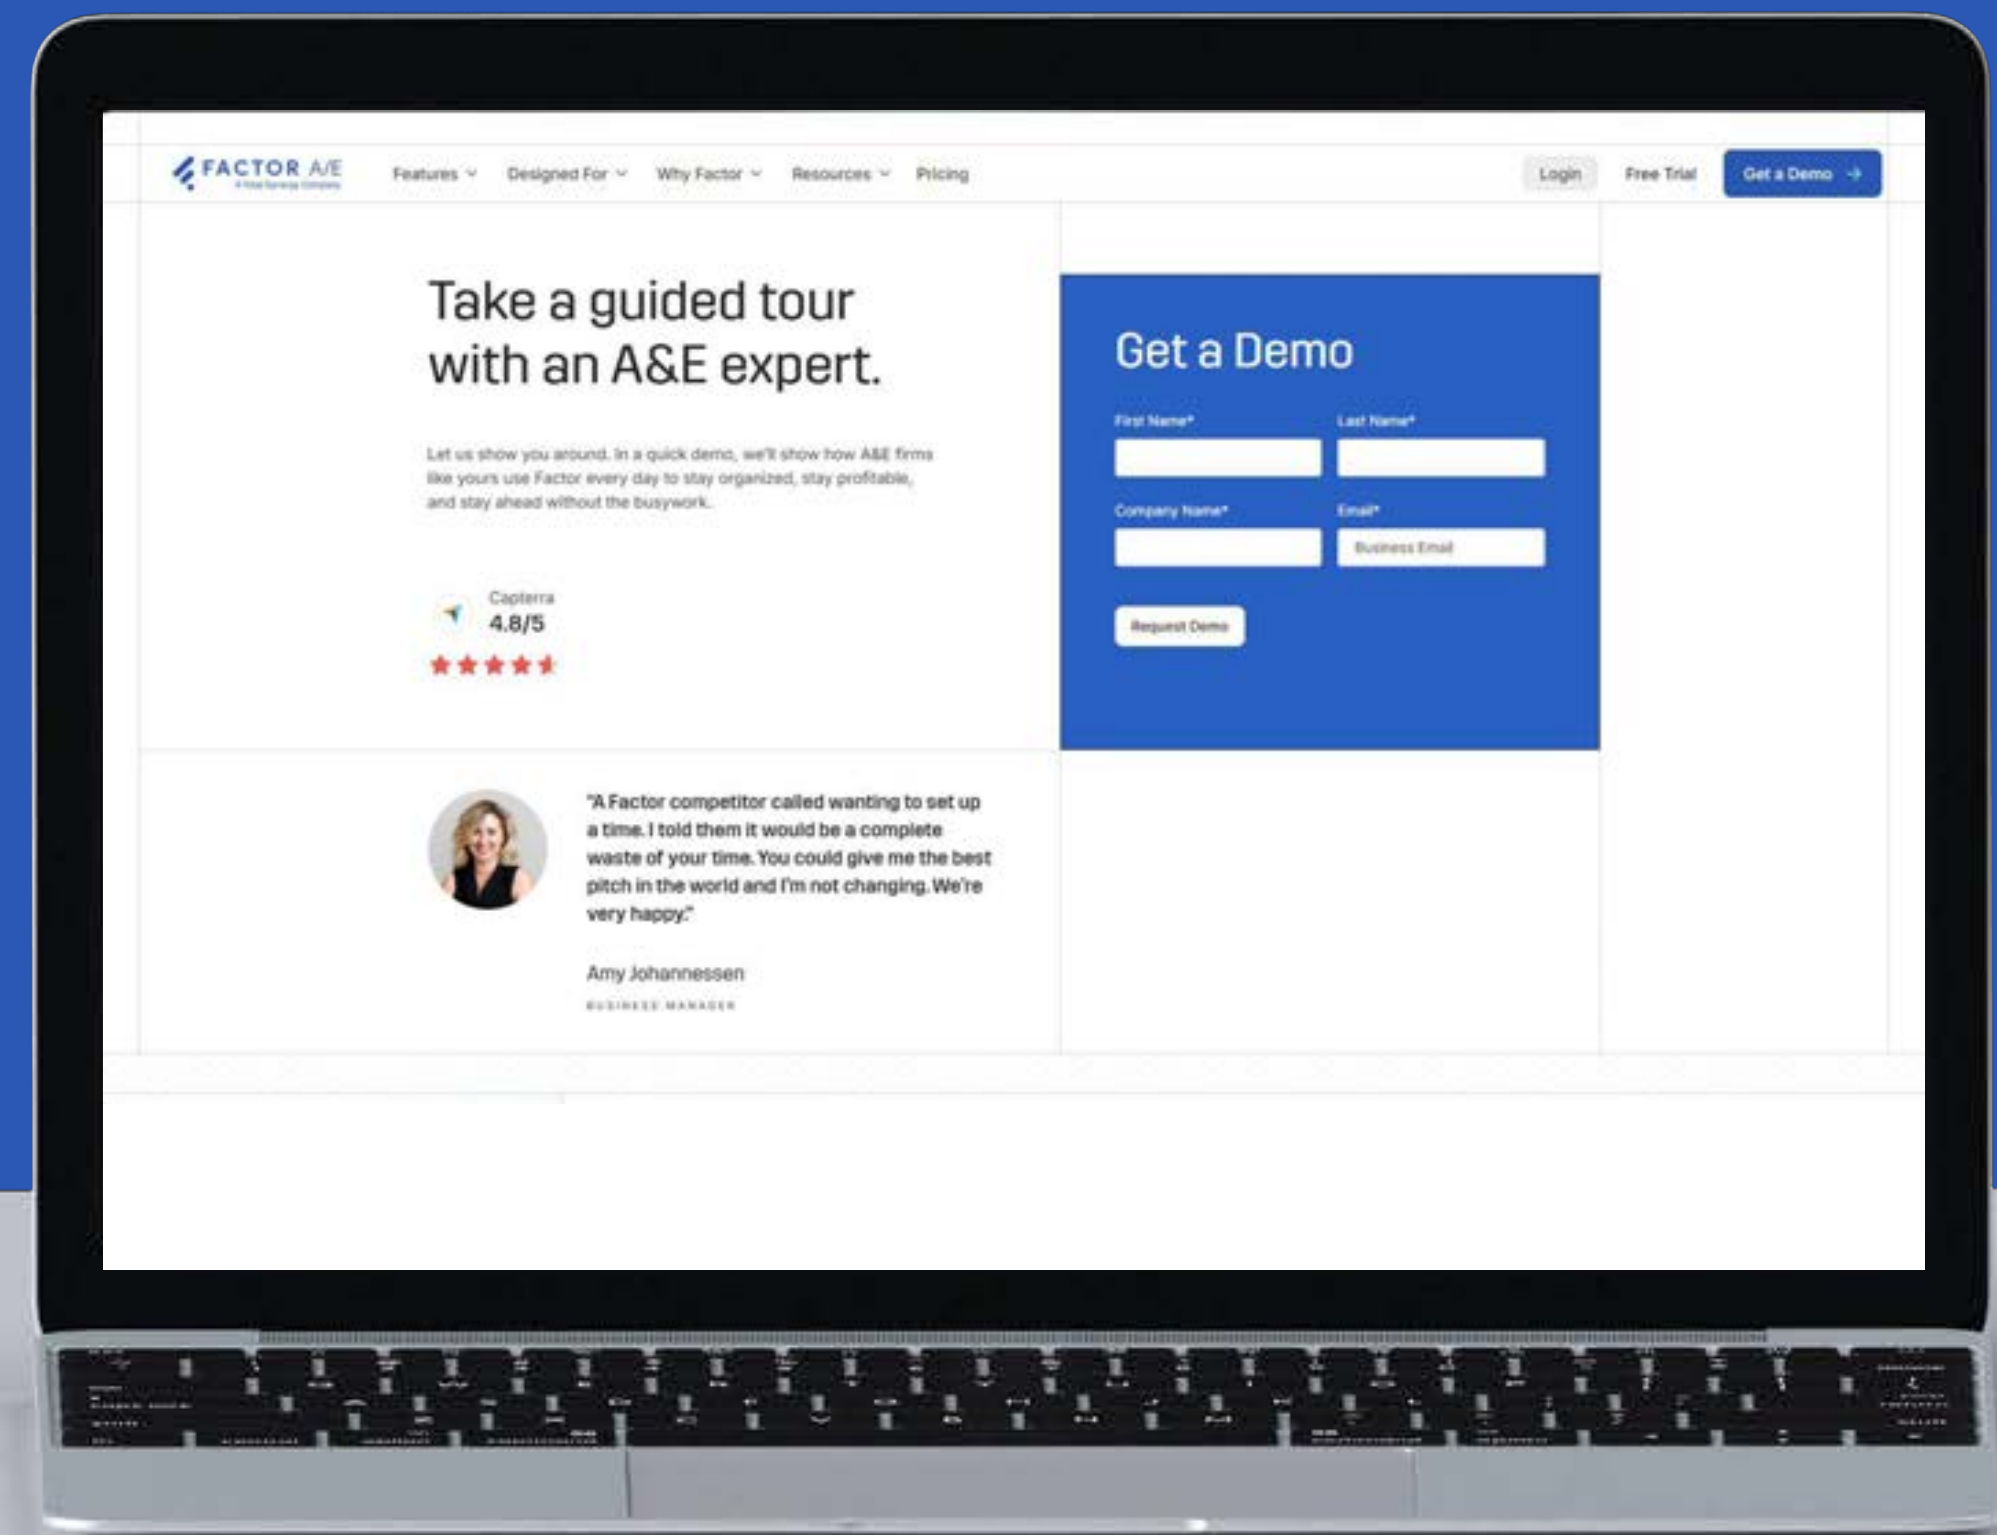 FACTOR A/E
A Total Synergy Company
Features
Designed For
Why Factor
Resources
Pricing
Login
Free Trial
Get a Demo →
Take a guided tour
with an A&E expert.
Let us show you around. In a quick demo, we'll show how A&E firms
like yours use Factor every day to stay organized, stay profitable,
and stay ahead without the busywork.
Capterra
4.8/5
"A Factor competitor called wanting to set up
a time. I told them it would be a complete
waste of your time. You could give me the best
pitch in the world and I'm not changing. We're
very happy."
Amy Johannessen
BUSINESS MANAGER
Get a Demo
First Name*
Last Name*
Company Name*
Email*
Business Email
Request Demo